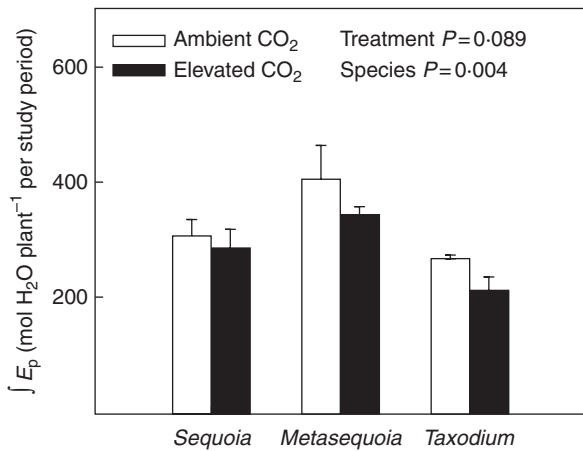 Ambient CO₂ Treatment P=0·089
Elevated CO₂ Species P=0·004
600
400
200
∫ Eₚ (mol H₂O plant⁻¹ per study period)
Sequoia Metasequoia Taxodium